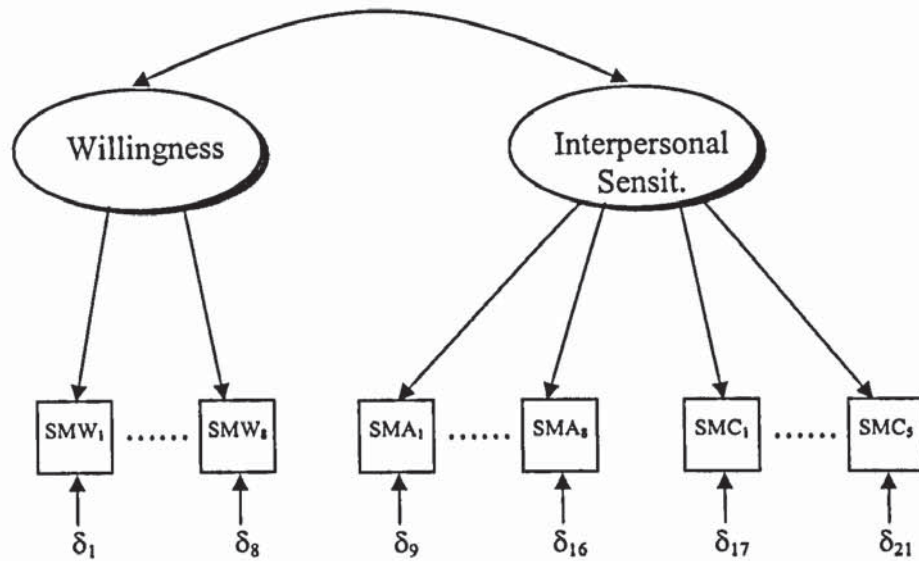 Willingness
Interpersonal
Sensit.
SMW₁ ...... SMW₈ SMA₁ ...... SMA₈ SMC₁ ...... SMC₅
δ₁ δ₈ δ₉ δ₁₆ δ₁₇ δ₂₁